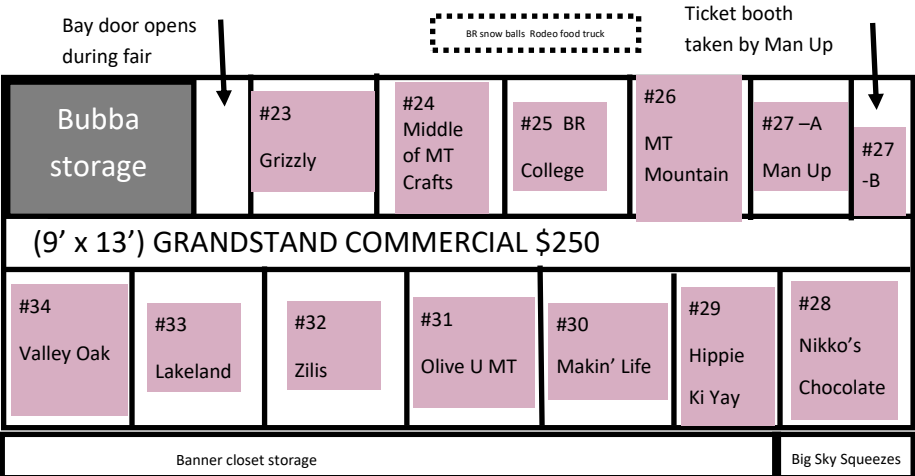 Bay door opens
during fair
BR snow balls Rodeo food truck
Ticket booth
taken by Man Up
Bubba
storage
#23
Grizzly
#24
Middle
of MT
Crafts
#25 BR
College
#26
MT
Mountain
#27 –A
Man Up
#27
-B
(9’ x 13’) GRANDSTAND COMMERCIAL $250
#34
Valley Oak
#33
Lakeland
#32
Zilis
#31
Olive U MT
#30
Makin’ Life
#29
Hippie
Ki Yay
#28
Nikko’s
Chocolate
Banner closet storage
Big Sky Squeezes